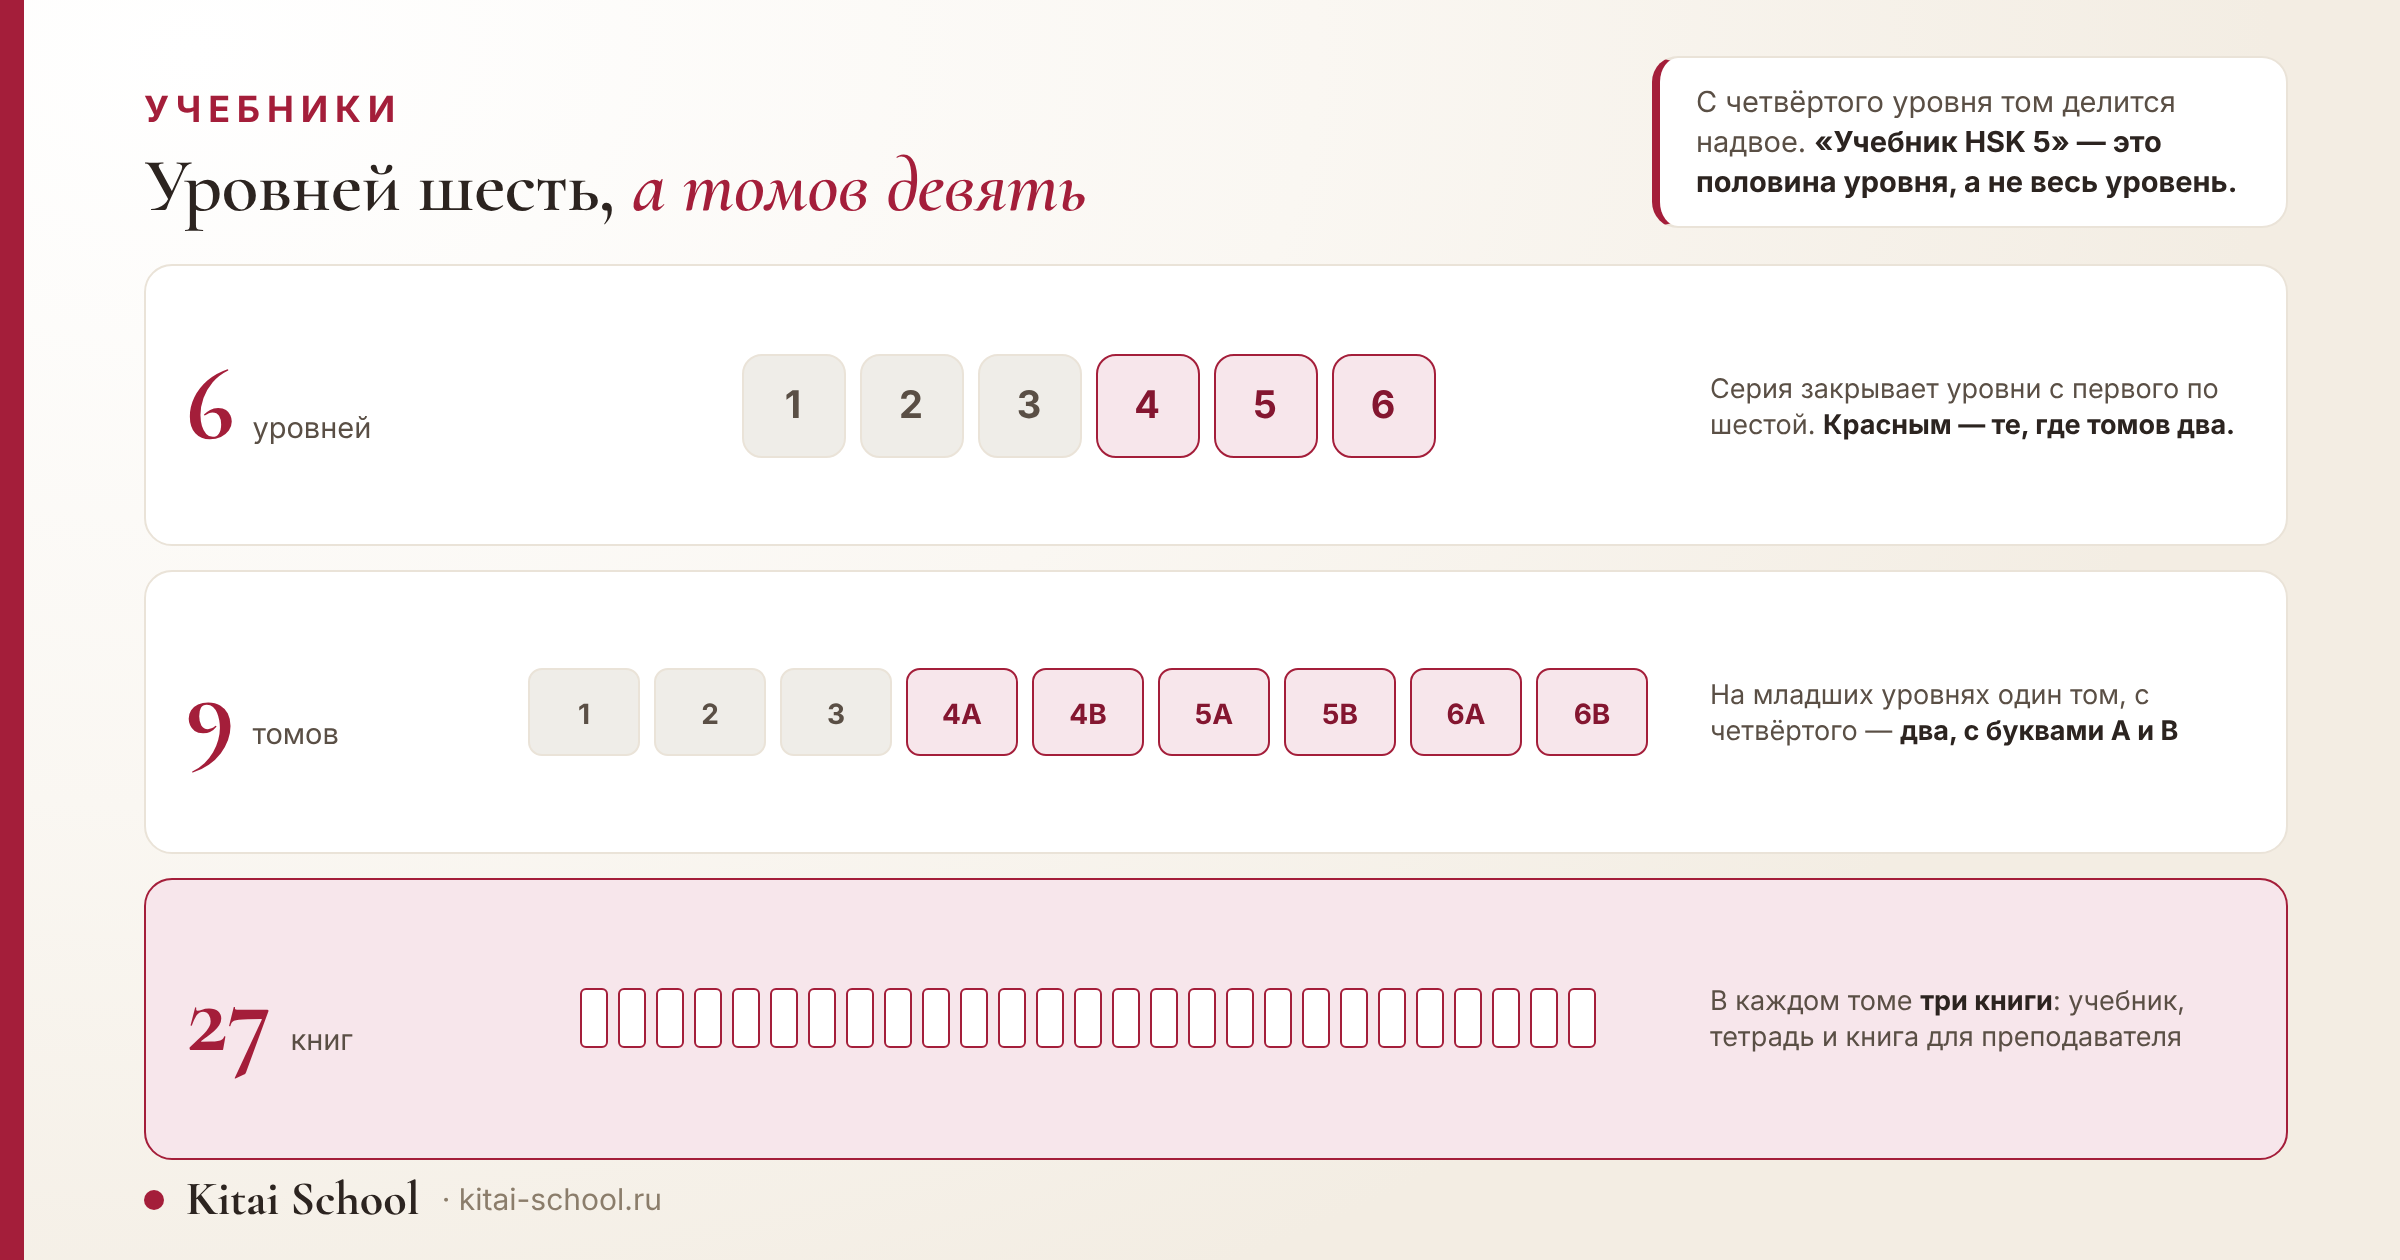 УЧЕБНИКИ
Уровней шесть, а томов девять
С четвёртого уровня том делится
надвое. «Учебник HSK 5» — это
половина уровня, а не весь уровень.
6 уровней
1 2 3 4 5 6
Серия закрывает уровни с первого по
шестой. Красным — те, где томов два.
9 томов
1 2 3 4A 4B 5A 5B 6A 6B
На младших уровнях один том, с
четвёртого — два, с буквами A и B
27 книг
В каждом томе три книги: учебник,
тетрадь и книга для преподавателя
Kitai School · kitai-school.ru